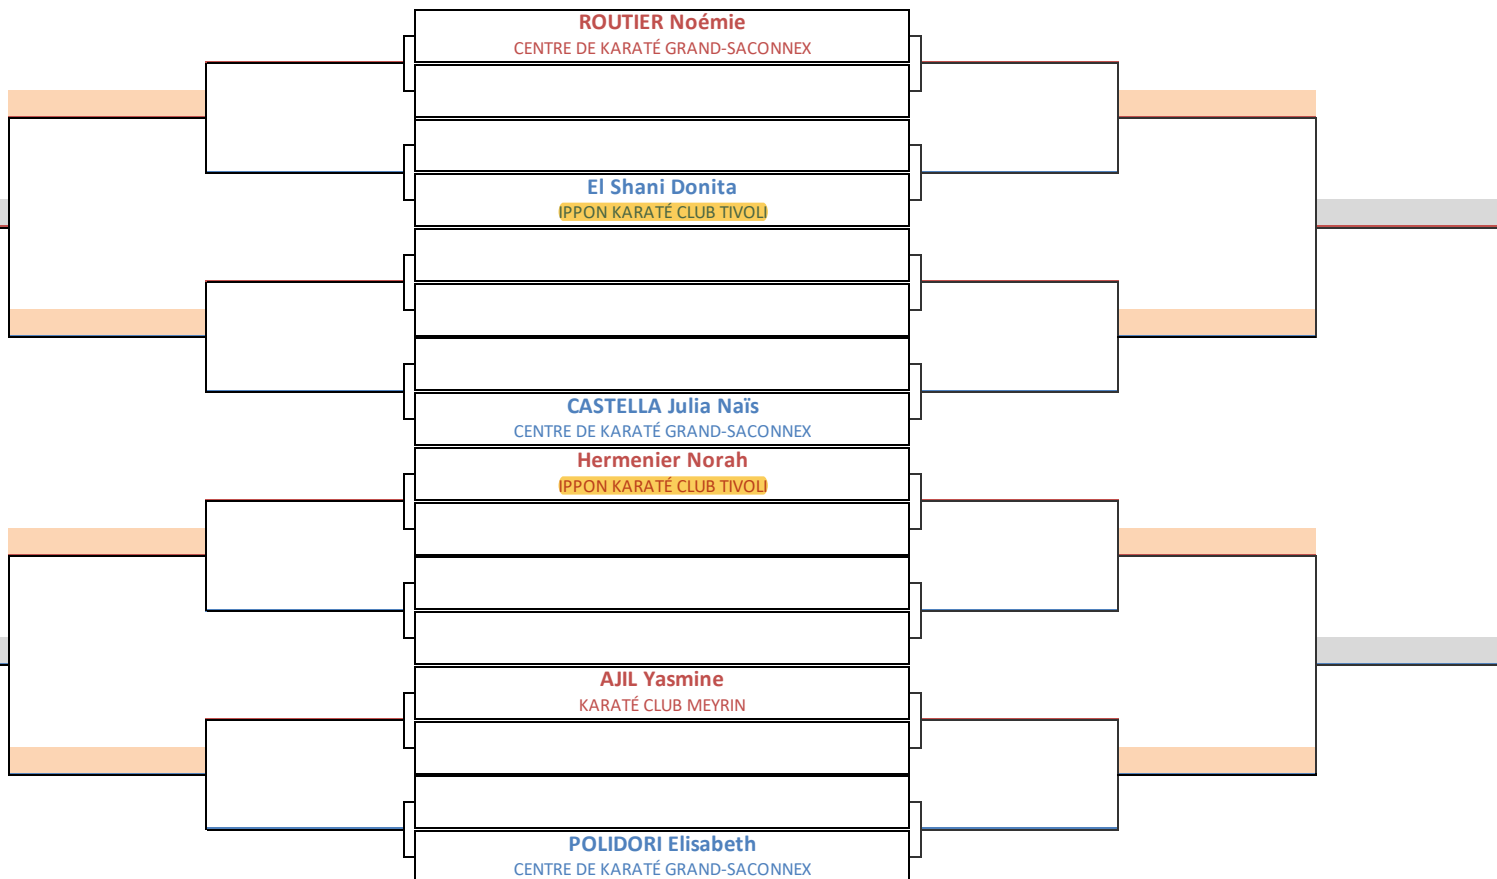 ROUTIER Noémie
CENTRE DE KARATÉ GRAND-SACONNEX
El Shani Donita
IPPON KARATÉ CLUB TIVOLI
CASTELLA Julia Naïs
CENTRE DE KARATÉ GRAND-SACONNEX
Hermenier Norah
IPPON KARATÉ CLUB TIVOLI
AJIL Yasmine
KARATÉ CLUB MEYRIN
POLIDORI Elisabeth
CENTRE DE KARATÉ GRAND-SACONNEX